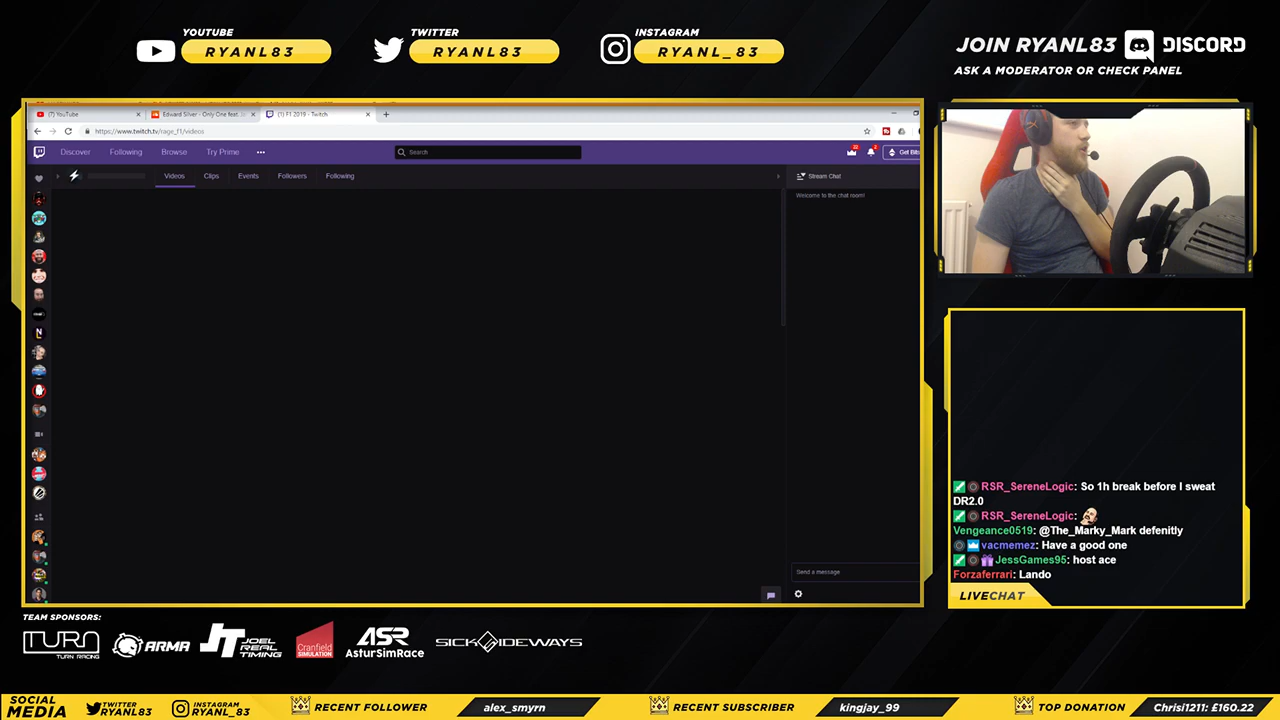 YOUTUBE
RYANL83
TWITTER
RYANL83
INSTAGRAM
RYANL_83
JOIN RYANL83 DISCORD
ASK A MODERATOR OR CHECK PANEL
(7) YouTube
Edward Silver - Only One feat. Ja
(1) F1 2019 - Twitch
https://www.twitch.tv/rage_f1/videos
Discover
Following
Browse
Try Prime
Search
Get Bits
Videos
Clips
Events
Followers
Following
Stream Chat
Welcome to the chat room!
Send a message
RSR_SereneLogic: So 1h break before I sweat
DR2.0
RSR_SereneLogic:
Vengeance0519: @The_Marky_Mark defenitly
vacmemez: Have a good one
JessGames95: host ace
Forzaferrari: Lando
LIVECHAT
TEAM SPONSORS:
TURN
TURN RACING
ARMA
JT JOEL
REAL
TIMING
Cranfield
SIMULATION
ASR
AsturSimRace
SICK SIDEWAYS
SOCIAL
MEDIA
TWITTER
RYANL83
INSTAGRAM
RYANL_83
RECENT FOLLOWER
alex_smyrn
RECENT SUBSCRIBER
kingjay_99
TOP DONATION
Chrisi1211: £160.22